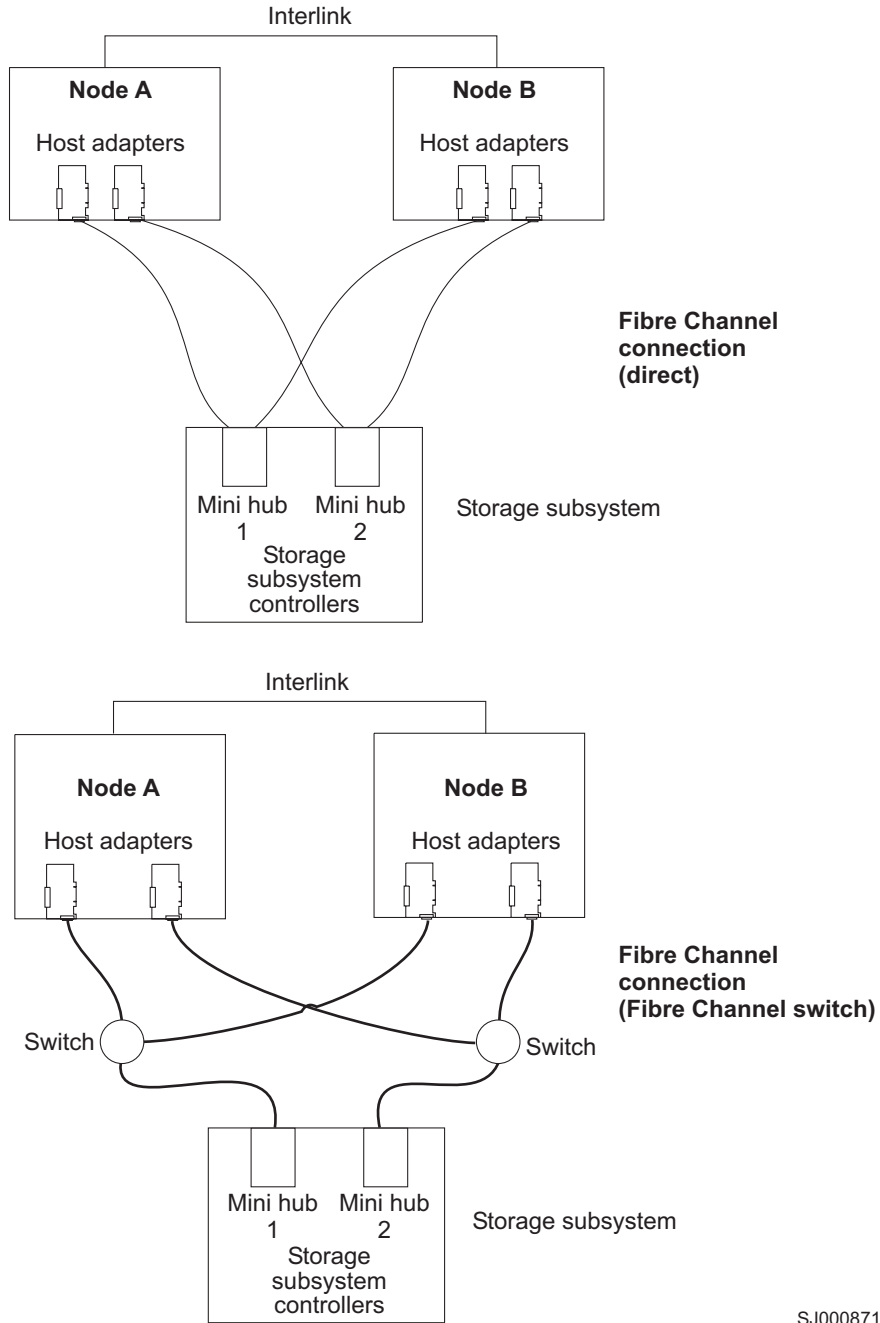 Interlink
Node A
Node B
Host adapters
Host adapters
Fibre Channel
connection
(direct)
Mini hub
1
Mini hub
2
Storage subsystem
Storage
subsystem
controllers
Interlink
Node A
Node B
Host adapters
Host adapters
Fibre Channel
connection
(Fibre Channel switch)
Switch
Switch
Mini hub
1
Mini hub
2
Storage subsystem
Storage
subsystem
controllers
SJ000871